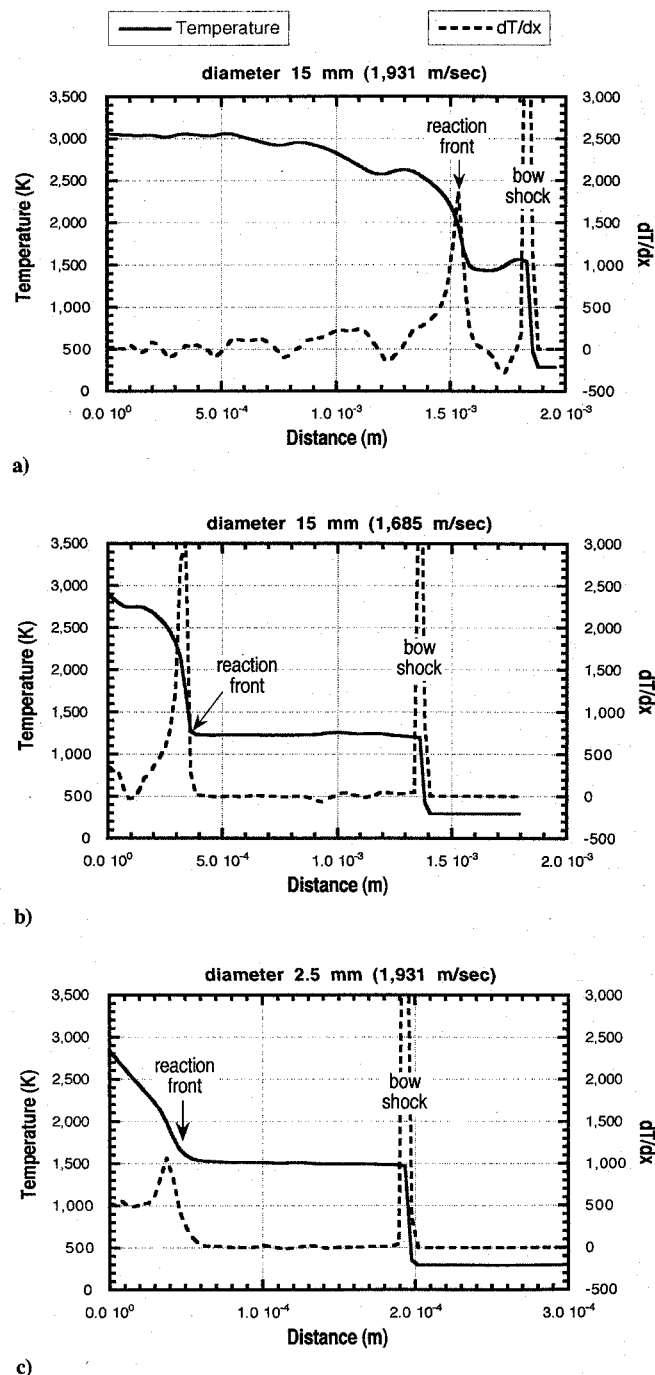 Temperature
dT/dx
diameter 15 mm (1,931 m/sec)
3,500
3,000
2,500
2,000
1,500
1,000
500
0
Temperature (K)
reaction
front
bow
shock
3,000
2,500
2,000
1,500
1,000
500
0
-500
dT/dx
0.0 10⁰
5.0 10⁻⁴
1.0 10⁻³
1.5 10⁻³
2.0 10⁻³
Distance (m)
a)
diameter 15 mm (1,685 m/sec)
3,500
3,000
2,500
2,000
1,500
1,000
500
0
Temperature (K)
reaction
front
bow
shock
3,000
2,500
2,000
1,500
1,000
500
0
-500
dT/dx
0.0 10⁰
5.0 10⁻⁴
1.0 10⁻³
1.5 10⁻³
2.0 10⁻³
Distance (m)
b)
diameter 2.5 mm (1,931 m/sec)
3,500
3,000
2,500
2,000
1,500
1,000
500
0
Temperature (K)
reaction
front
bow
shock
3,000
2,500
2,000
1,500
1,000
500
0
-500
dT/dx
0.0 10⁰
1.0 10⁻⁴
2.0 10⁻⁴
3.0 10⁻⁴
Distance (m)
c)